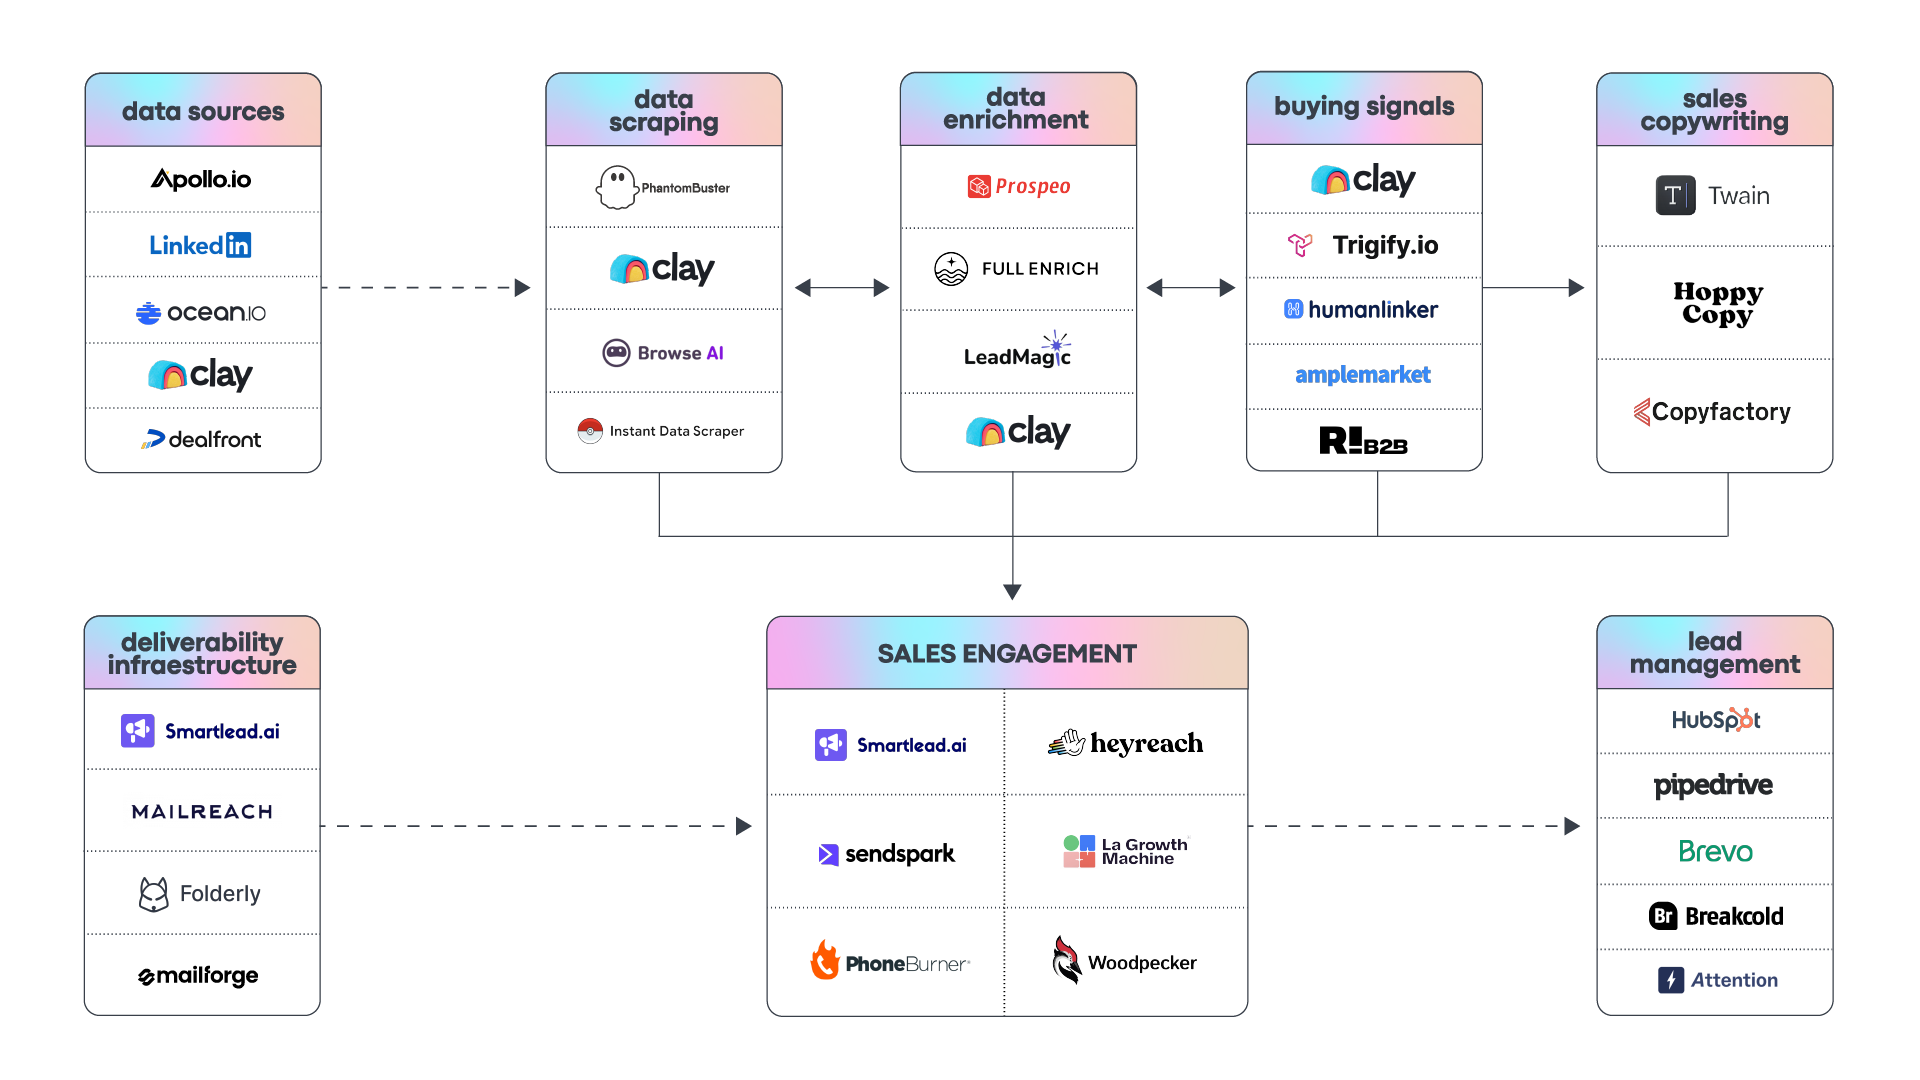 data sources
Apollo.io
Linked in
ocean.io
clay
dealfront
data
scraping
PhantomBuster
clay
Browse AI
Instant Data Scraper
data
enrichment
Prospeo
FULL ENRICH
LeadMagic
clay
buying signals
clay
Trigify.io
humanlinker
amplemarket
R!B2B
sales
copywriting
T Twain
Hoppy
Copy
Copyfactory
deliverability
infraestructure
Smartlead.ai
MAILREACH
Folderly
mailforge
SALES ENGAGEMENT
Smartlead.ai
heyreach
sendspark
La Growth
Machine
PhoneBurner
Woodpecker
lead
management
HubSpot
pipedrive
Brevo
Br Breakcold
Attention